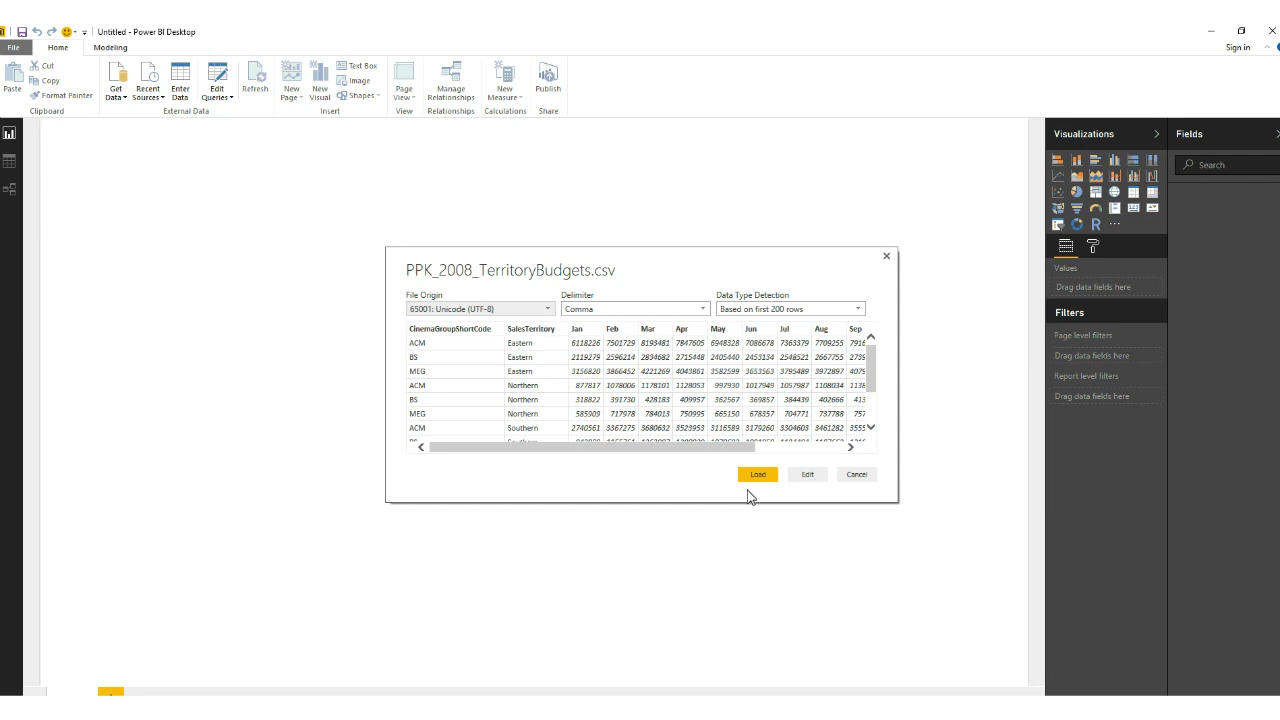 Untitled - Power BI Desktop
Sign in
File Home Modeling
Paste
Cut
Copy
Format Painter
Get Data
Recent Sources
Enter Data
Edit Queries
Refresh
New Page
New Visual
Text Box
Image
Shapes
Page View
Manage Relationships
New Measure
Publish
Clipboard External Data Insert View Relationships Calculations Share
Visualizations
R
Values
Drag data fields here
Filters
Page level filters
Drag data fields here
Report level filters
Drag data fields here
Fields
Search
PPK_2008_TerritoryBudgets.csv
File Origin Delimiter Data Type Detection
65001: Unicode (UTF-8) Comma Based on first 200 rows
CinemaGroupShortCode SalesTerritory Jan Feb Mar Apr May Jun Jul Aug Sep
ACM Eastern 6118226 7501729 8193481 7847605 6948328 7086678 7363379 7709255 7916
BS Eastern 2119279 2596214 2834682 2715448 2405440 2453134 2548521 2667755 2739
MEG Eastern 3156820 3866452 4221269 4043861 3582599 3653563 3795489 3972897 4079
ACM Northern 877817 1078006 1178101 1128053 997930 1017949 1057987 1108034 1138
BS Northern 318822 391730 428183 409957 362567 369857 384439 402666 413
MEG Northern 585909 717978 784013 750995 665150 678357 704771 737788 757
ACM Southern 2740561 3367275 3680632 3523953 3116589 3179260 3304603 3461282 3555
Load Edit Cancel